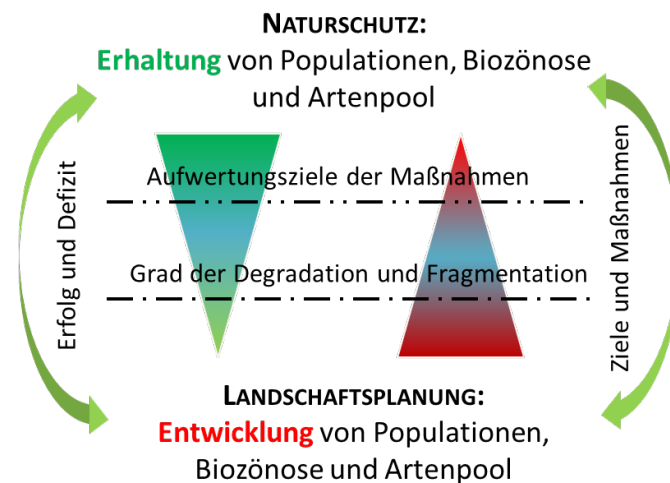 NATURSCHUTZ:
Erhaltung von Populationen, Biozönose
und Artenpool
Erfolg und Defizit
Aufwertungsziele der Maßnahmen
Grad der Degradation und Fragmentation
Ziele und Maßnahmen
LANDSCHAFTSPLANUNG:
Entwicklung von Populationen,
Biozönose und Artenpool